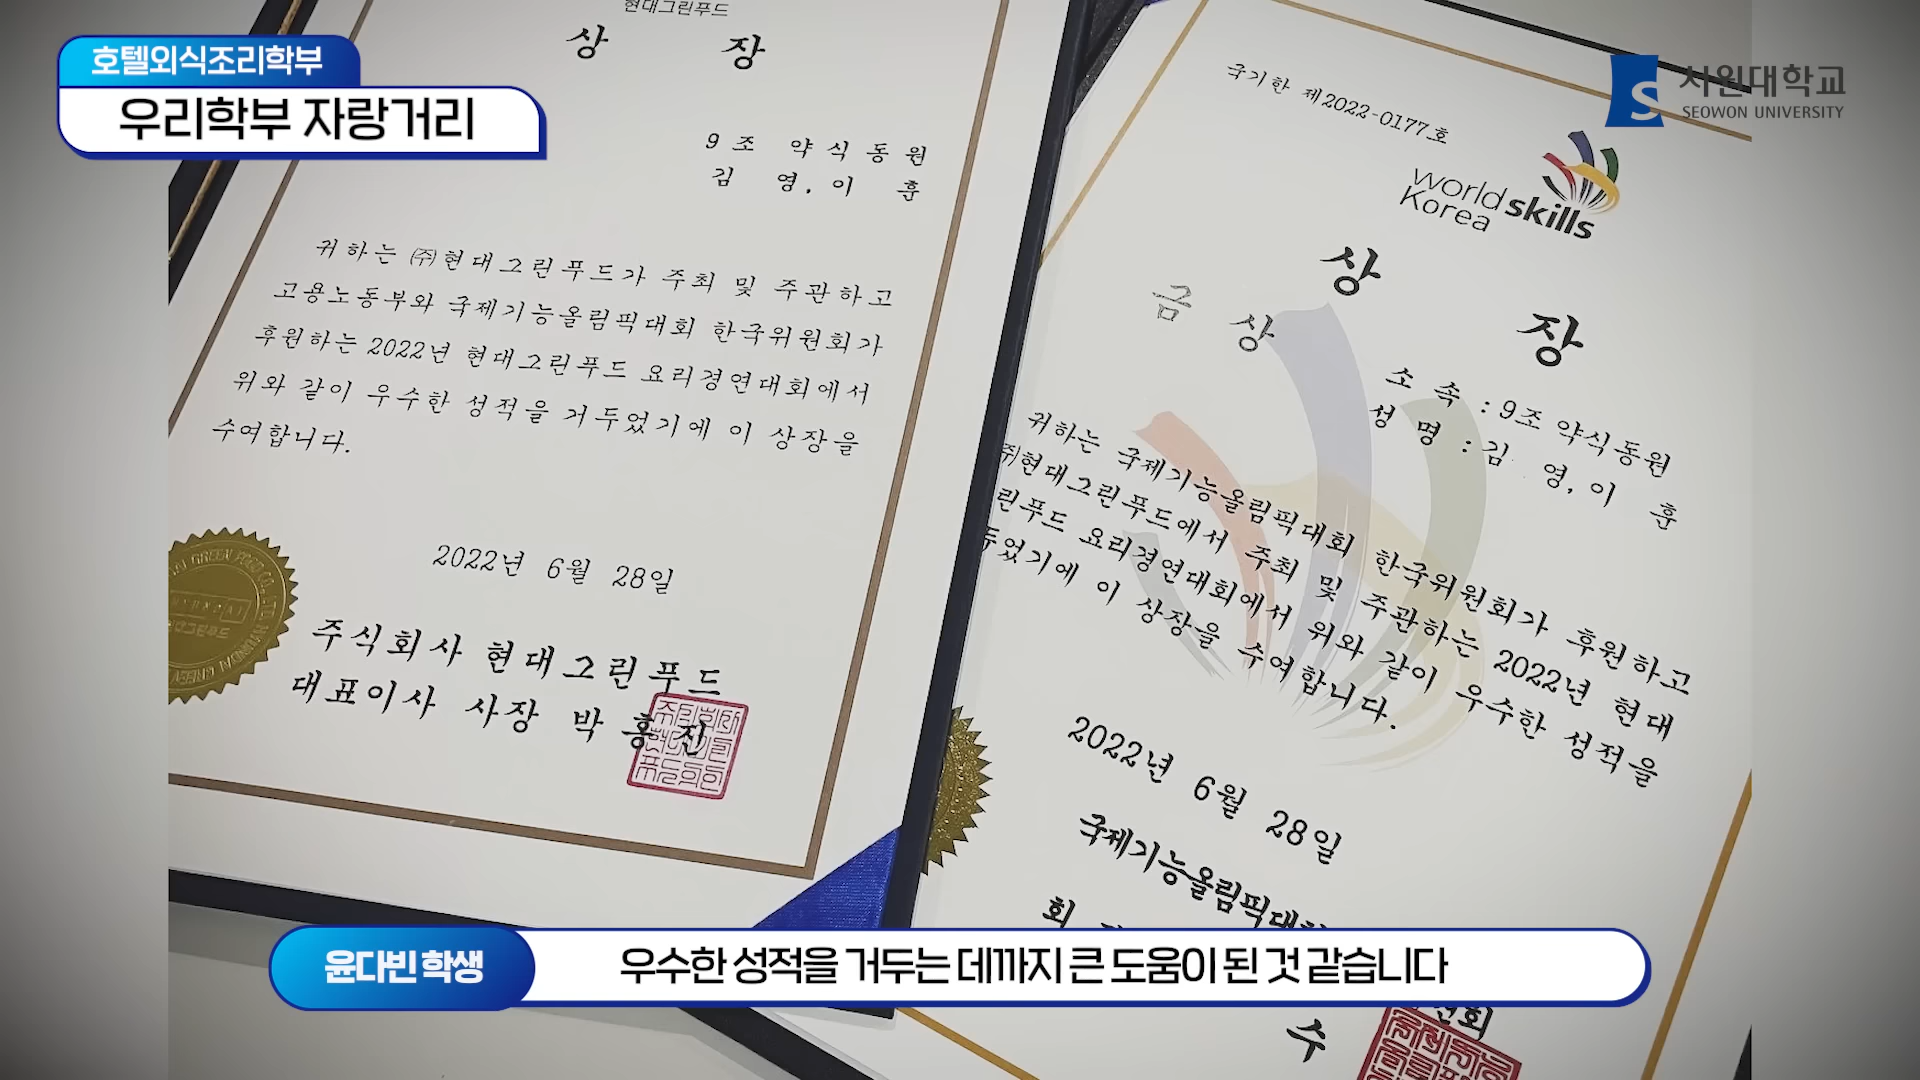 호텔외식조리학부
우리학부 자랑거리
서원대학교
SEOWON UNIVERSITY
현대그린푸드
상 장
9조 약식동원
김 영, 이 훈
귀하는 ㈜현대그린푸드가 주최 및 주관하고
고용노동부와 국제기능올림픽대회 한국위원회가
후원하는 2022년 현대그린푸드 요리경연대회에서
위와 같이 우수한 성적을 거두었기에 이 상장을
수여합니다.
2022년 6월 28일
주식회사 현대그린푸드
대표이사 사장 박홍진
국기한 제2022-0177호
world skills
Korea
상 장
금 상
소 속 : 9조 약식동원
성 명 : 김 영, 이 훈
귀하는 국제기능올림픽대회 한국위원회가 후원하고
㈜현대그린푸드에서 주최 및 주관하는 2022년 현대
린푸드 요리경연대회에서 위와 같이 우수한 성적을
두었기에 이 상장을 수여합니다.
2022년 6월 28일
국제기능올림픽대회
회
수
윤다빈 학생
우수한 성적을 거두는 데까지 큰 도움이 된 것 같습니다